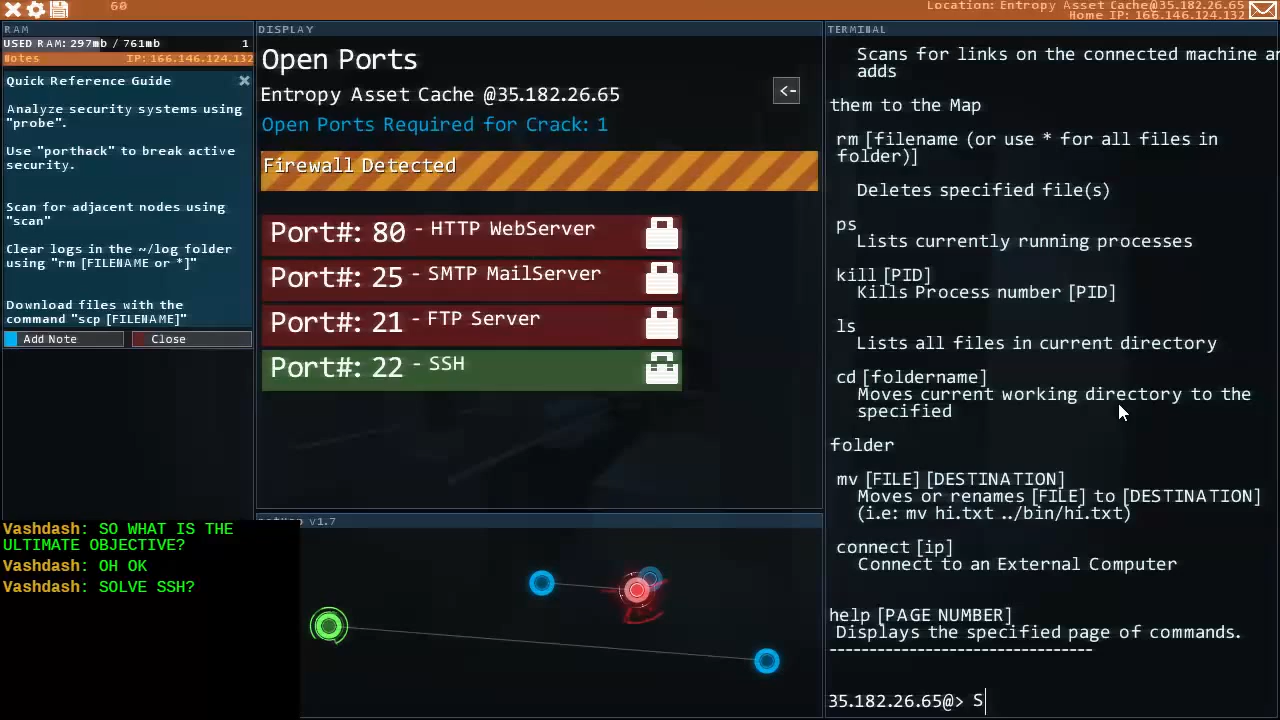 60
Location: Entropy Asset Cache@35.182.26.65
Home IP: 166.146.124.132
RAM
USED RAM: 297mb / 761mb 1
Notes IP: 166.146.124.132
Quick Reference Guide
Analyze security systems using
"probe".
Use "porthack" to break active
security.
Scan for adjacent nodes using
"scan"
Clear logs in the ~/log folder
using "rm [FILENAME or *]"
Download files with the
command "scp [FILENAME]"
Add Note Close
Vashdash: SO WHAT IS THE
ULTIMATE OBJECTIVE?
Vashdash: OH OK
Vashdash: SOLVE SSH?
DISPLAY
Open Ports
Entropy Asset Cache @35.182.26.65
<-
Open Ports Required for Crack: 1
Firewall Detected
Port#: 80 - HTTP WebServer
Port#: 25 - SMTP MailServer
Port#: 21 - FTP Server
Port#: 22 - SSH
v1.7
TERMINAL
Scans for links on the connected machine an
adds
them to the Map
rm [filename (or use * for all files in
folder)]
Deletes specified file(s)
ps
Lists currently running processes
kill [PID]
Kills Process number [PID]
ls
Lists all files in current directory
cd [foldername]
Moves current working directory to the
specified
folder
mv [FILE] [DESTINATION]
Moves or renames [FILE] to [DESTINATION]
(i.e: mv hi.txt ../bin/hi.txt)
connect [ip]
Connect to an External Computer
help [PAGE NUMBER]
Displays the specified page of commands.
---------------------------------
35.182.26.65@> S